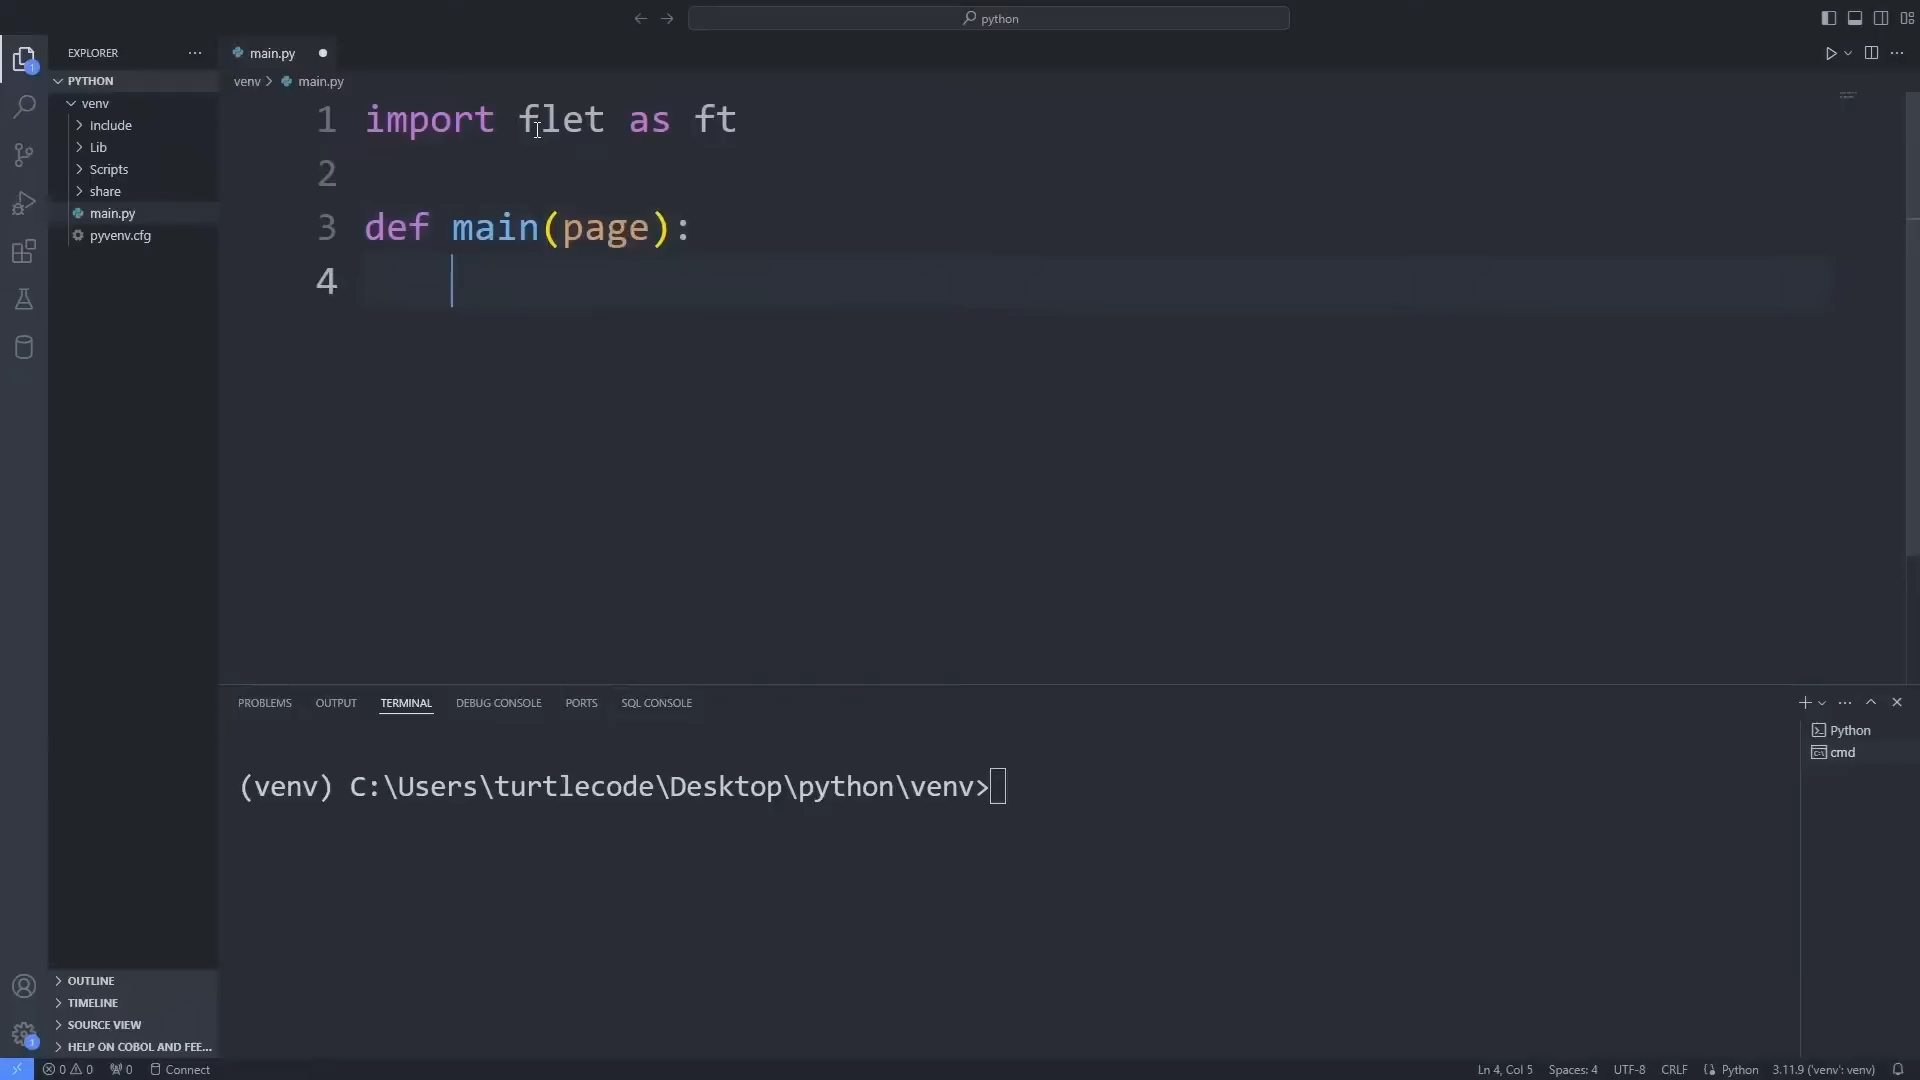 python
EXPLORER
PYTHON
venv
Include
Lib
Scripts
share
main.py
pyvenv.cfg
main.py
venv > main.py
1 import flet as ft
2
3 def main(page):
4
PROBLEMS OUTPUT TERMINAL DEBUG CONSOLE PORTS SQL CONSOLE
Python
cmd
(venv) C:\Users\turtlecode\Desktop\python\venv>
OUTLINE
TIMELINE
SOURCE VIEW
HELP ON COBOL AND FEE...
1
1
0 0 0 Connect
Ln 4, Col 5 Spaces: 4 UTF-8 CRLF Python 3.11.9 ('venv': venv)